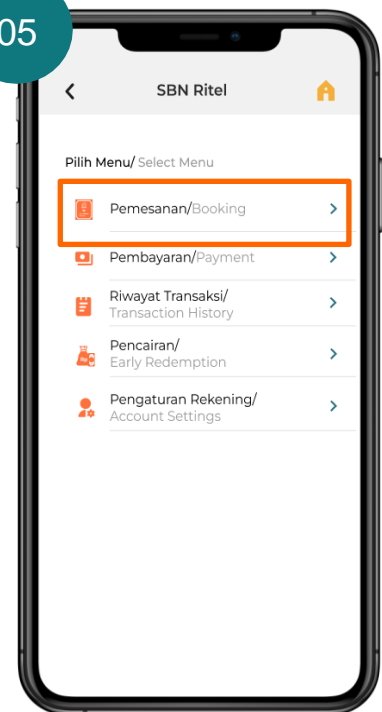 05
SBN Ritel
Pilih Menu/ Select Menu
Pemesanan/Booking
Pembayaran/Payment
Riwayat Transaksi/
Transaction History
Pencairan/
Early Redemption
Pengaturan Rekening/
Account Settings